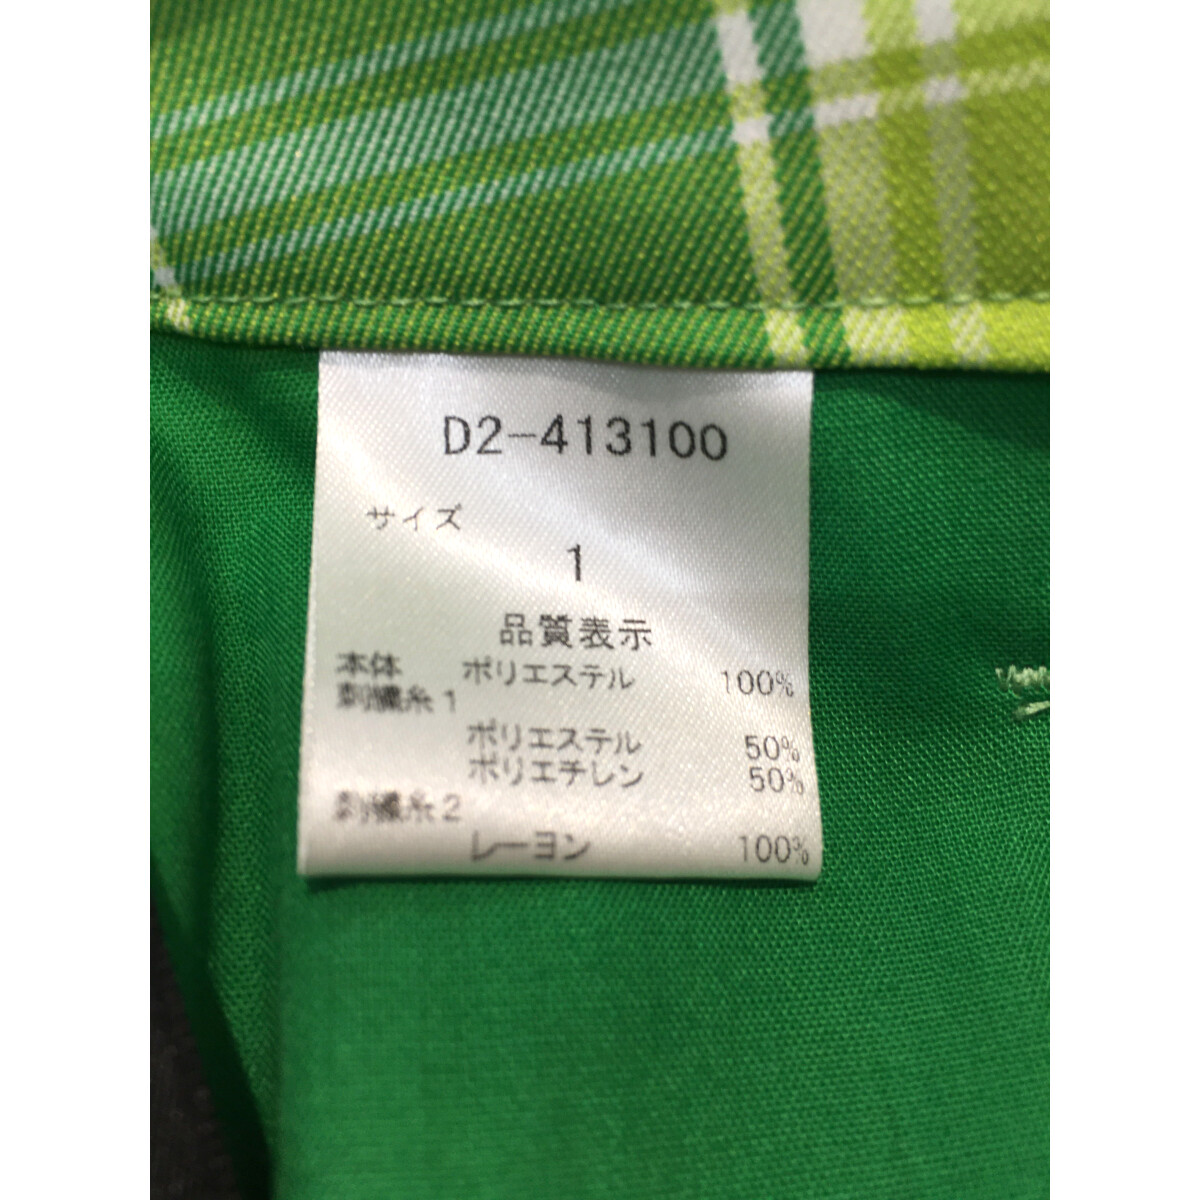 D2-413100
サイズ
1
品質表示
本体 ポリエステル 100%
刺繍糸1
ポリエステル 50%
ポリエチレン 50%
刺繍糸2
レーヨン 100%